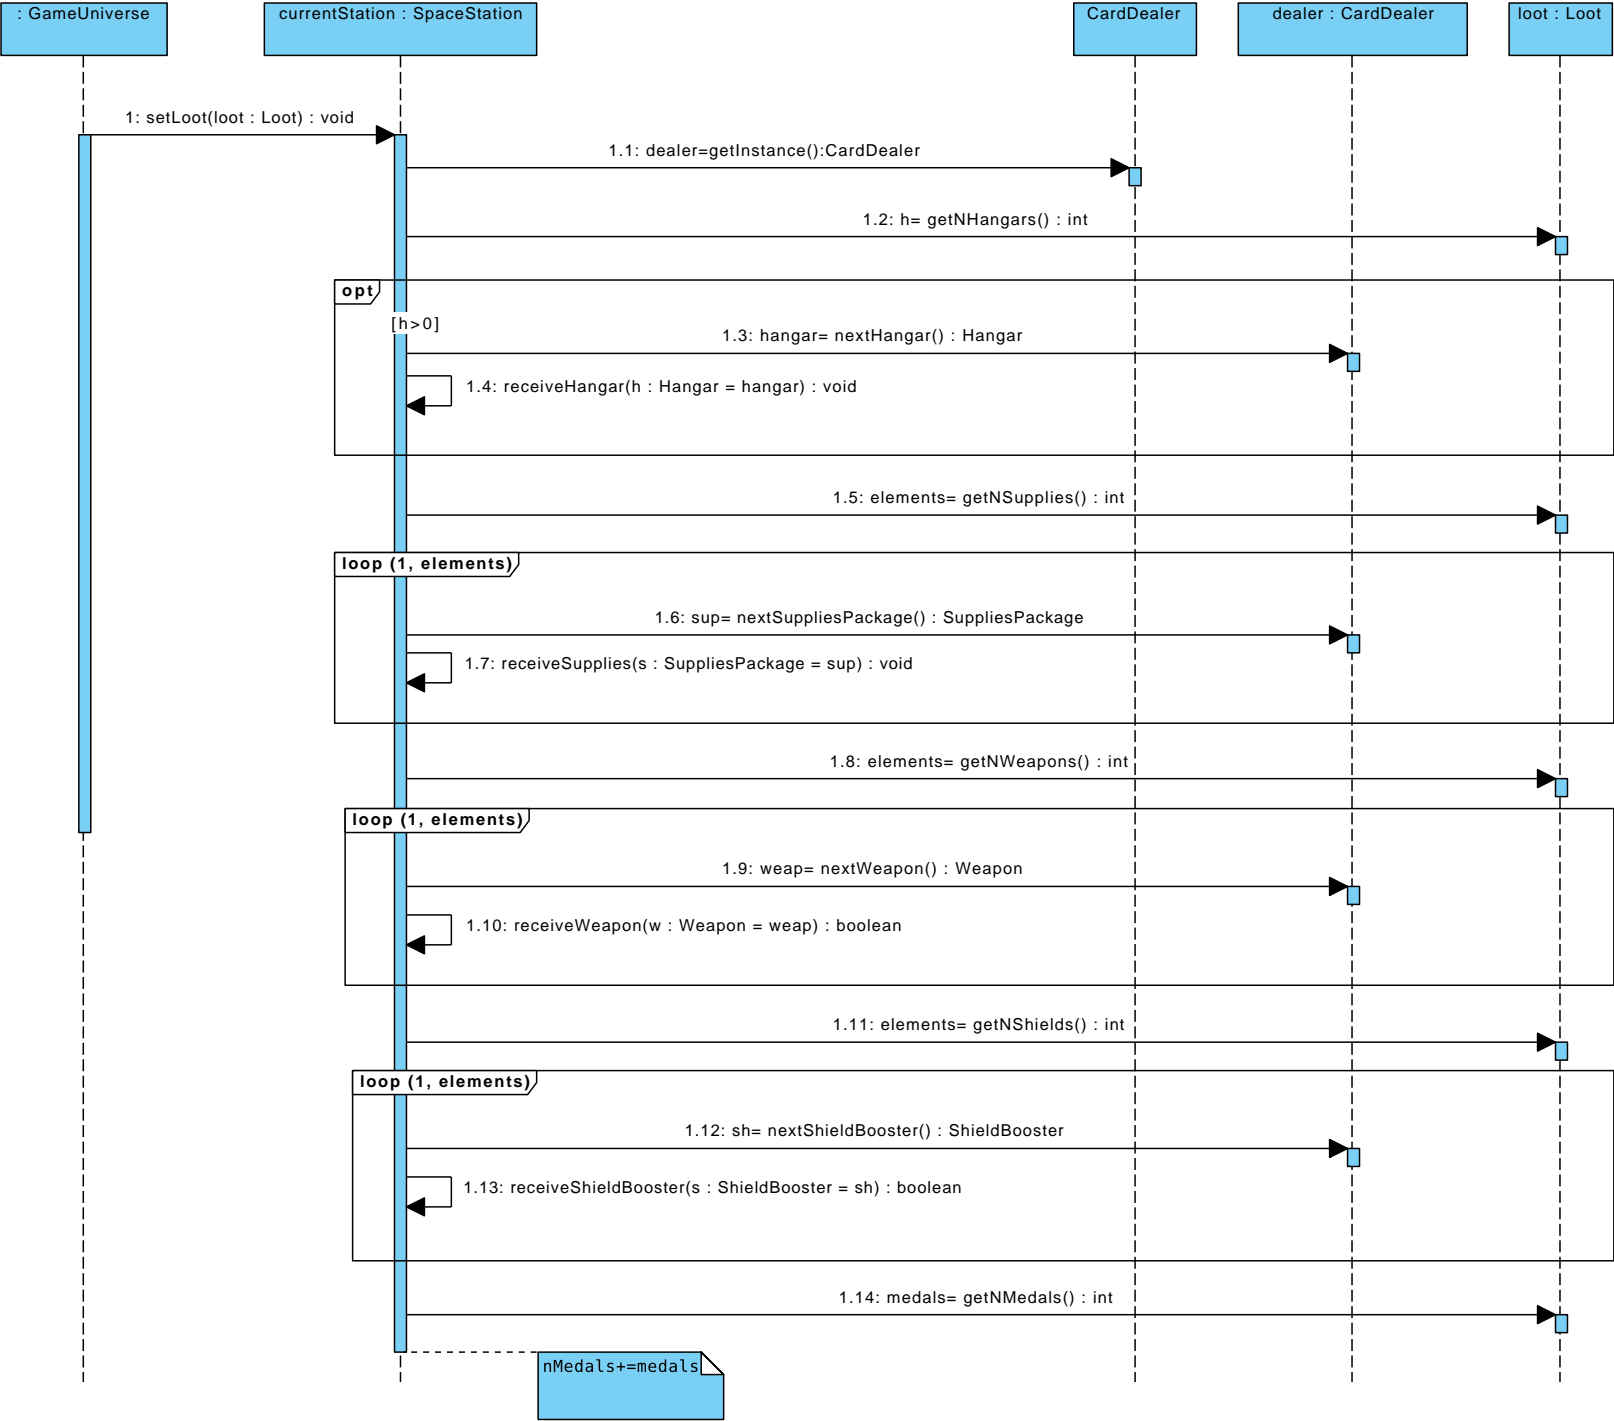 : GameUniverse
currentStation : SpaceStation
CardDealer
dealer : CardDealer
loot : Loot
1: setLoot(loot : Loot) : void
1.1: dealer=getInstance():CardDealer
1.2: h= getNHangars() : int
opt
[h>0]
1.3: hangar= nextHangar() : Hangar
1.4: receiveHangar(h : Hangar = hangar) : void
1.5: elements= getNSupplies() : int
loop (1, elements)
1.6: sup= nextSuppliesPackage() : SuppliesPackage
1.7: receiveSupplies(s : SuppliesPackage = sup) : void
1.8: elements= getNWeapons() : int
loop (1, elements)
1.9: weap= nextWeapon() : Weapon
1.10: receiveWeapon(w : Weapon = weap) : boolean
1.11: elements= getNShields() : int
loop (1, elements)
1.12: sh= nextShieldBooster() : ShieldBooster
1.13: receiveShieldBooster(s : ShieldBooster = sh) : boolean
1.14: medals= getNMedals() : int
nMedals+=medals